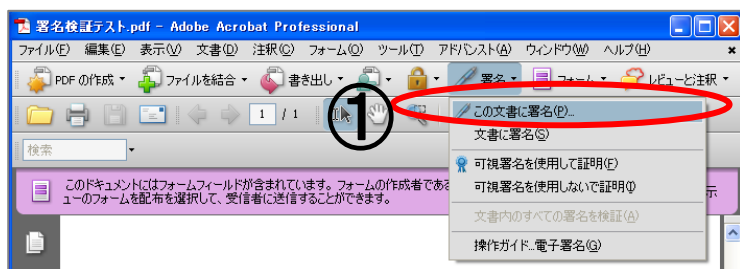 署名検証テスト.pdf - Adobe Acrobat Professional
ファイル(F) 編集(E) 表示(V) 文書(D) 注釈(C) フォーム(O) ツール(T) アドバンスト(A) ウィンドウ(W) ヘルプ(H)
PDF の作成 ファイルを結合 書き出し 署名 フォーム レビューと注釈
1 / 1
①
検索
この文書に署名(P)...
文書に署名(S)
可視署名を使用して証明(F)
可視署名を使用しないで証明(I)
文書内のすべての署名を検証(A)
操作ガイド...電子署名(G)
このドキュメントにはフォームフィールドが含まれています。フォームの作成者である
ューのフォームを配布を選択して、受信者に送信することができます。
示